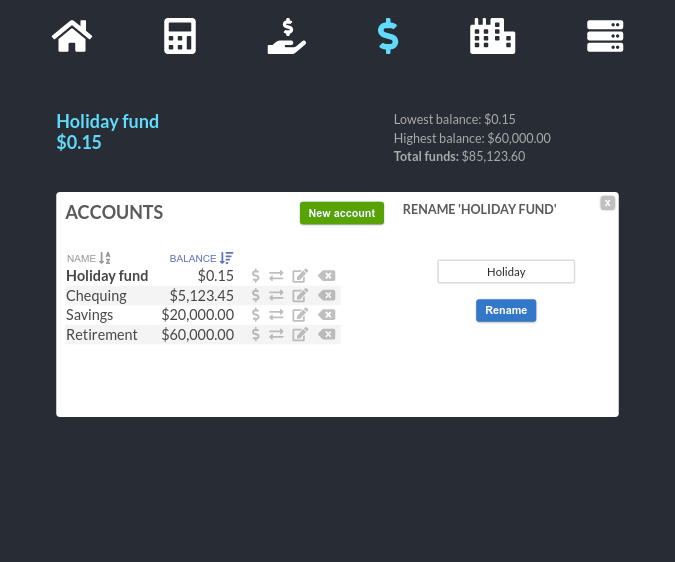 Holiday fund
$0.15
Lowest balance: $0.15
Highest balance: $60,000.00
Total funds: $85,123.60
ACCOUNTS
New account
NAME
BALANCE
Holiday fund $0.15
Chequing $5,123.45
Savings $20,000.00
Retirement $60,000.00
RENAME 'HOLIDAY FUND'
x
Holiday
Rename